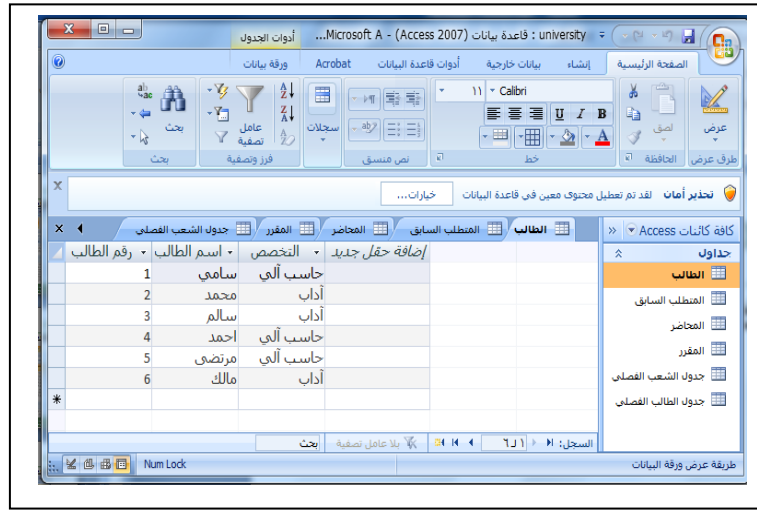 university : قاعدة بيانات (Access 2007) - Microsoft A... أدوات الجدول
الصفحة الرئيسية إنشاء بيانات خارجية أدوات قاعدة البيانات Acrobat ورقة بيانات
Calibri ١١
B I U
عرض لصق سجلات عامل تصفية بحث
طرق عرض الحافظة خط نص منسق فرز وتصفية بحث
تحذير أمان لقد تم تعطيل محتوى معين في قاعدة البيانات خيارات...
كافة كائنات Access
جداول
الطالب
المتطلب السابق
المحاضر
المقرر
جدول الشعب الفصلي
جدول الطالب الفصلي
الطالب المتطلب السابق المحاضر المقرر جدول الشعب الفصلي
رقم الطالب اسم الطالب التخصص إضافة حقل جديد
1 سامي حاسب آلي
2 محمد آداب
3 سالم آداب
4 احمد حاسب آلي
5 مرتضى حاسب آلي
6 مالك آداب
السجل: ١ لـ ٦ بلا عامل تصفية بحث
طريقة عرض ورقة البيانات Num Lock